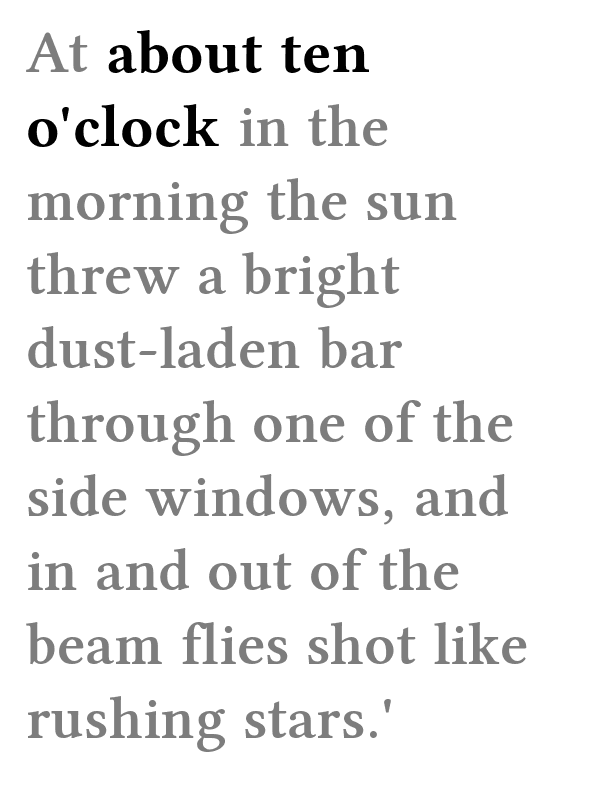 At about ten
o'clock in the
morning the sun
threw a bright
dust-laden bar
through one of the
side windows, and
in and out of the
beam flies shot like
rushing stars.'